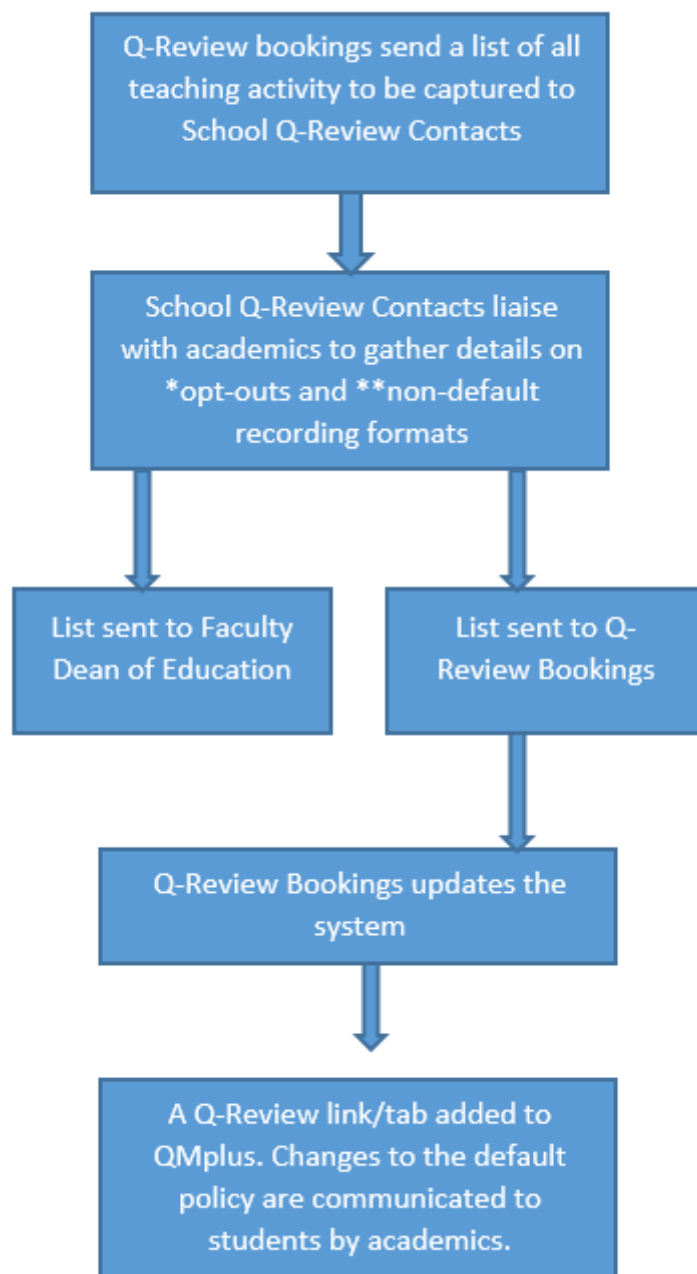 Q-Review bookings send a list of all
teaching activity to be captured to
School Q-Review Contacts
School Q-Review Contacts liaise
with academics to gather details on
*opt-outs and **non-default
recording formats
List sent to Faculty
Dean of Education
List sent to Q-
Review Bookings
Q-Review Bookings updates the
system
A Q-Review link/tab added to
QMplus. Changes to the default
policy are communicated to
students by academics.